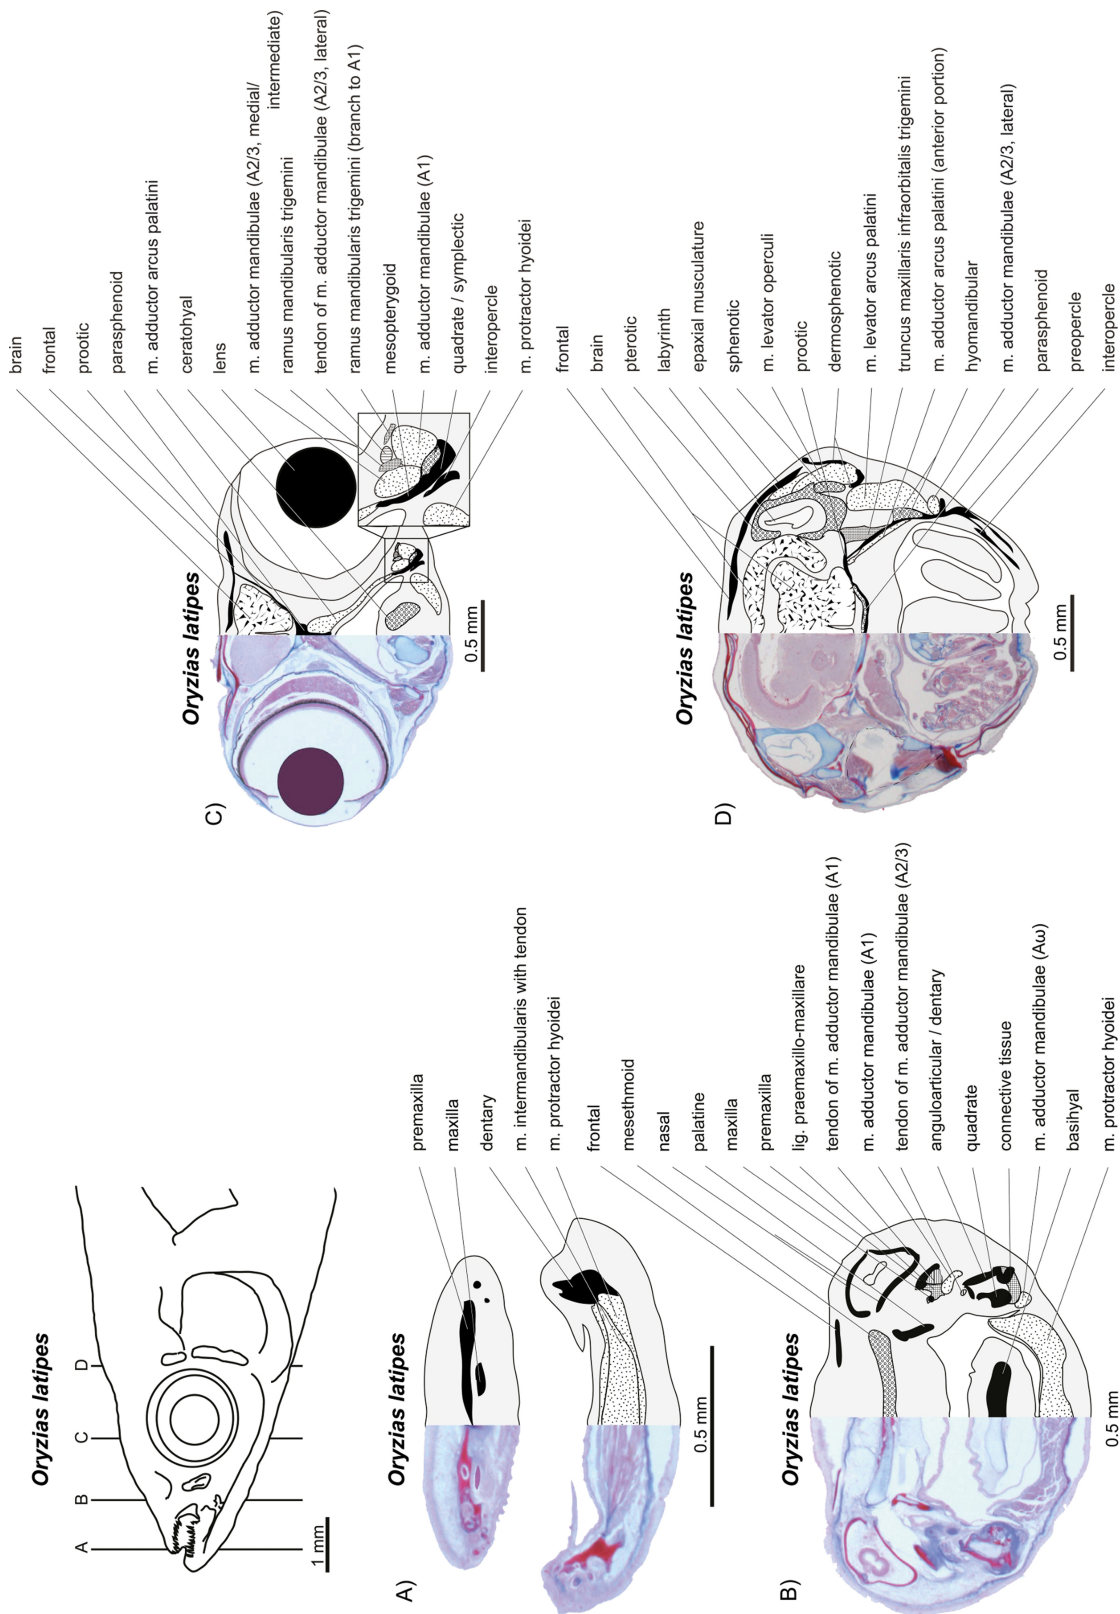 Oryzias latipes
A
B
C
D
1 mm
A)
Oryzias latipes
premaxilla
maxilla
dentary
m. intermandibularis with tendon
m. protractor hyoidei
0.5 mm
B)
Oryzias latipes
frontal
mesethmoid
nasal
palatine
maxilla
premaxilla
lig. praemaxillo-maxillare
tendon of m. adductor mandibulae (A1)
m. adductor mandibulae (A1)
tendon of m. adductor mandibulae (A2/3)
anguloarticular / dentary
quadrate
connective tissue
m. adductor mandibulae (Aω)
basihyal
m. protractor hyoidei
0.5 mm
C)
Oryzias latipes
brain
frontal
prootic
parasphenoid
m. adductor arcus palatini
ceratohyal
lens
m. adductor mandibulae (A2/3, medial/
intermediate)
ramus mandibularis trigemini
tendon of m. adductor mandibulae (A2/3, lateral)
ramus mandibularis trigemini (branch to A1)
mesopterygoid
m. adductor mandibulae (A1)
quadrate / symplectic
interopercle
m. protractor hyoidei
0.5 mm
D)
Oryzias latipes
frontal
brain
pterotic
labyrinth
epaxial musculature
sphenotic
m. levator operculi
prootic
dermosphenotic
m. levator arcus palatini
truncus maxillaris infraorbitalis trigemini
m. adductor arcus palatini (anterior portion)
hyomandibular
m. adductor mandibulae (A2/3, lateral)
parasphenoid
preopercle
interopercle
0.5 mm